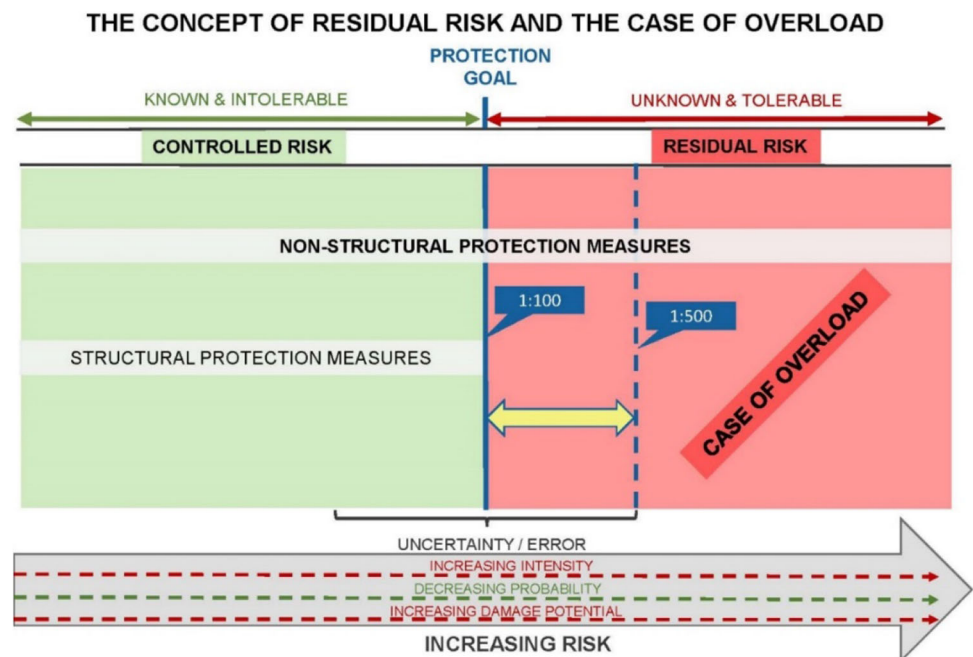 THE CONCEPT OF RESIDUAL RISK AND THE CASE OF OVERLOAD
PROTECTION
GOAL
KNOWN & INTOLERABLE
UNKNOWN & TOLERABLE
CONTROLLED RISK
RESIDUAL RISK
NON-STRUCTURAL PROTECTION MEASURES
1:100
1:500
STRUCTURAL PROTECTION MEASURES
CASE OF OVERLOAD
UNCERTAINTY / ERROR
INCREASING INTENSITY
DECREASING PROBABILITY
INCREASING DAMAGE POTENTIAL
INCREASING RISK